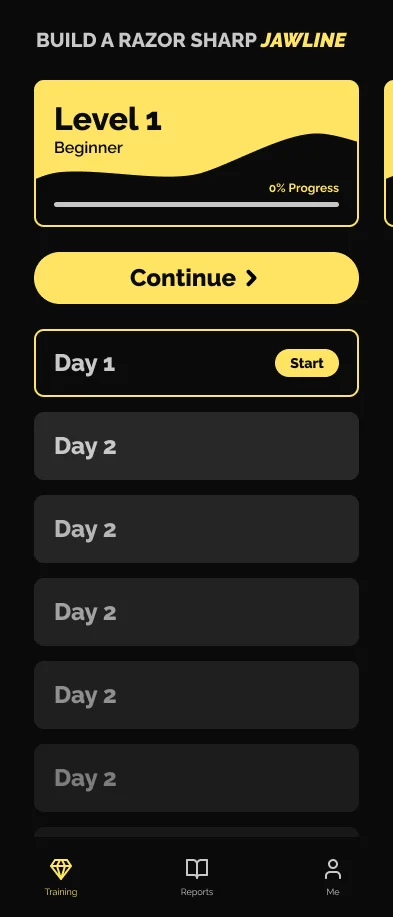 BUILD A RAZOR SHARP JAWLINE
Level 1
Beginner
0% Progress
Continue
Day 1
Start
Day 2
Day 2
Day 2
Day 2
Day 2
Training
Reports
Me